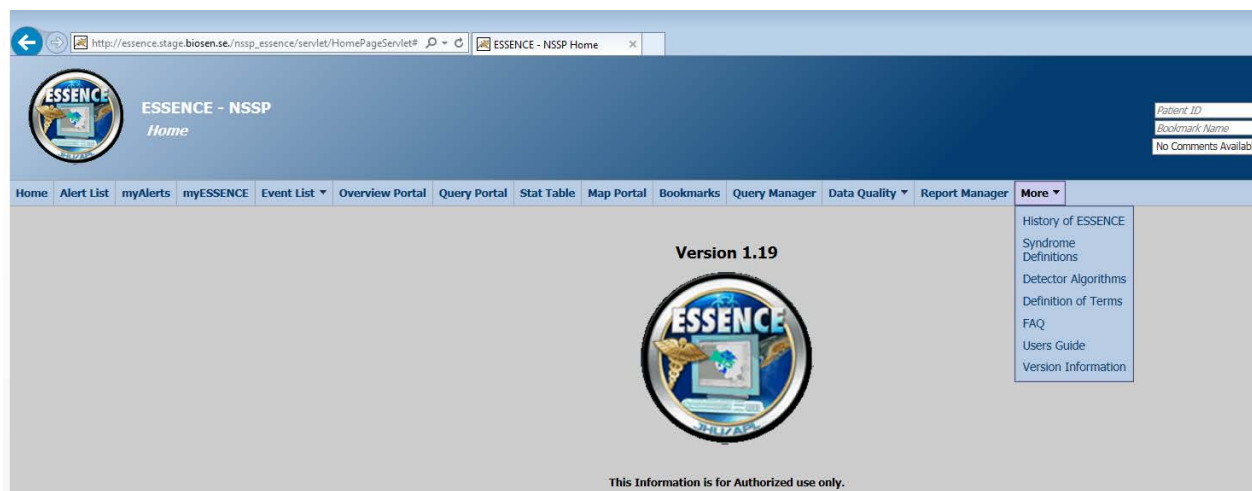 http://essence.stage.biosen.se./nssp_essence/servlet/HomePageServlet#
ESSENCE - NSSP Home
ESSENCE
JHU/APL
ESSENCE - NSSP
Home
Patient ID
Bookmark Name
No Comments Availab
Home Alert List myAlerts myESSENCE Event List Overview Portal Query Portal Stat Table Map Portal Bookmarks Query Manager Data Quality Report Manager More
History of ESSENCE
Syndrome
Definitions
Detector Algorithms
Definition of Terms
FAQ
Users Guide
Version Information
Version 1.19
ESSENCE
JHU/APL
This Information is for Authorized use only.